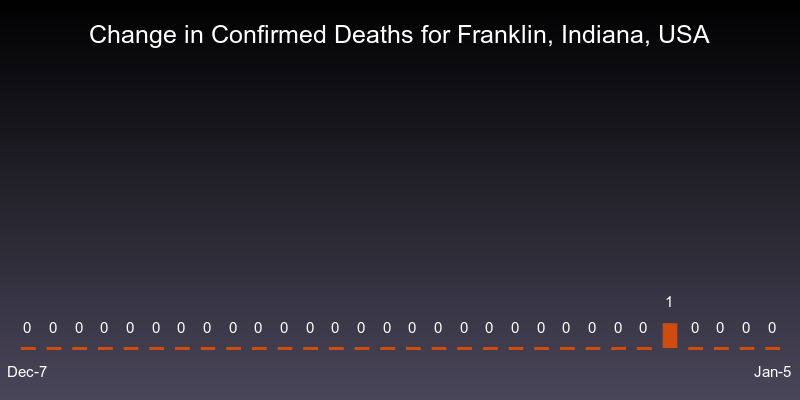 Change in Confirmed Deaths for Franklin, Indiana, USA
1
0 0 0 0 0 0 0 0 0 0 0 0 0 0 0 0 0 0 0 0 0 0 0 0 0 0 0 0 0
Dec-7 Jan-5